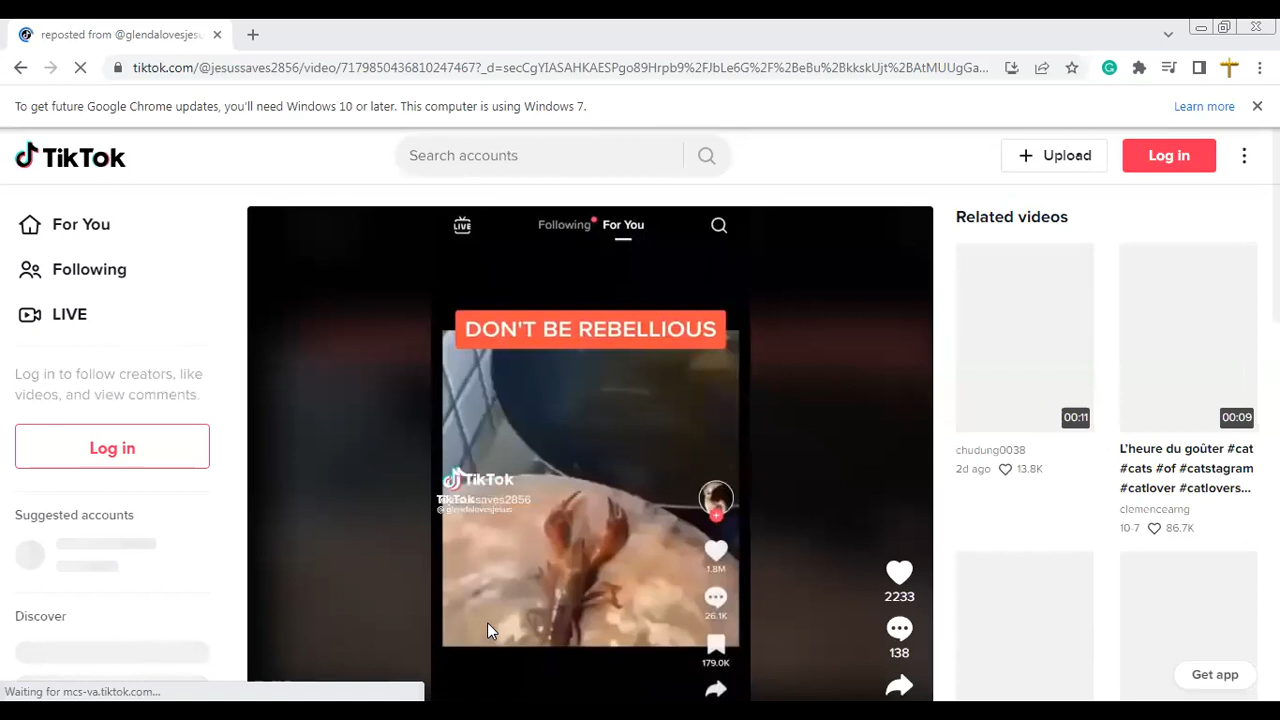 reposted from @glendalovesjesu
tiktok.com/@jesussaves2856/video/7179850436810247467?_d=secCgYIASAHKAESPgo89Hrpb9%2FJbLe6G%2F%2BeBu%2BkkskUjt%2BAtMUUgGa...
To get future Google Chrome updates, you'll need Windows 10 or later. This computer is using Windows 7.
Learn more
TikTok
Search accounts
Upload
Log in
For You
Following
LIVE
Log in to follow creators, like
videos, and view comments.
Log in
Suggested accounts
Discover
LIVE
Following
For You
DON'T BE REBELLIOUS
TikTok
TikTok
@glendalovesjesus
1.8M
26.1K
179.0K
2233
138
Related videos
00:11
chudung0038
2d ago
13.8K
00:09
L'heure du goûter #cat
#cats #of #catstagram
#catlover #catlovers...
clemencearng
10-7
86.7K
Get app
Waiting for mcs-va.tiktok.com...